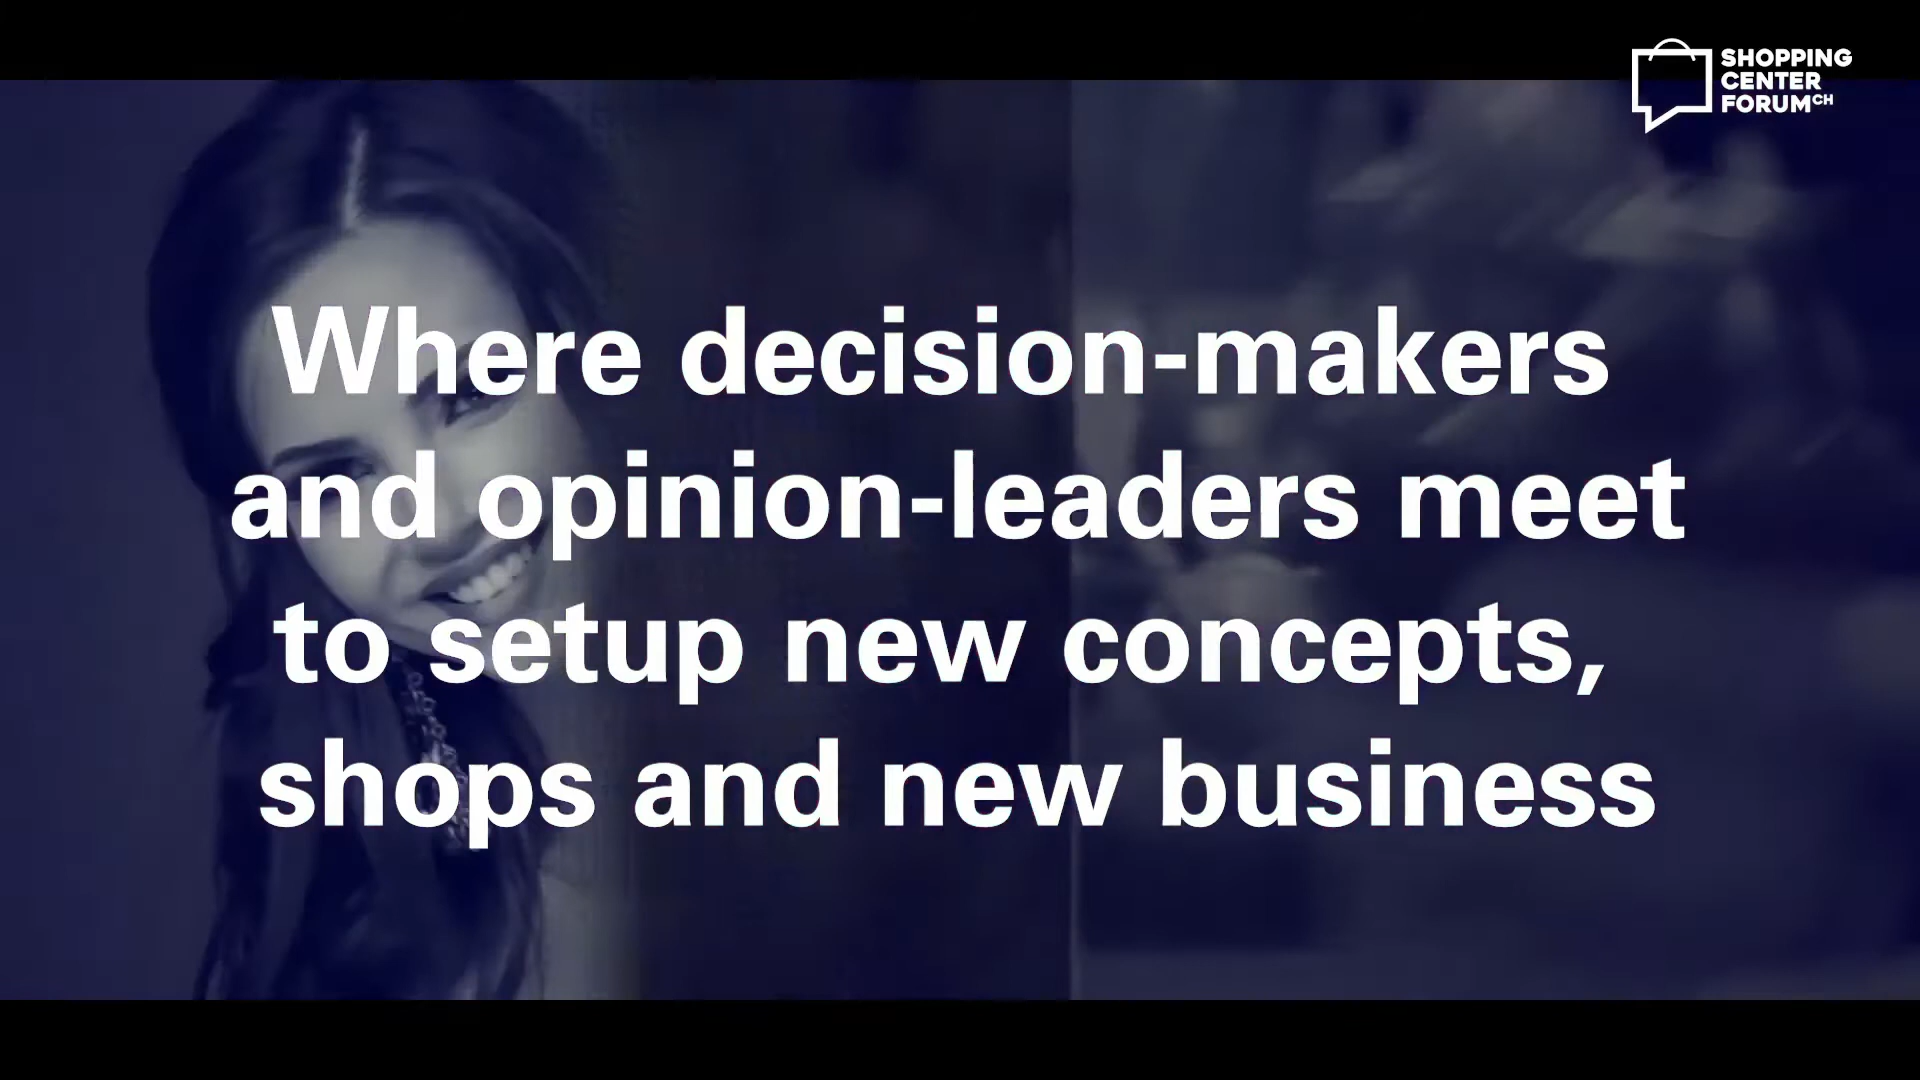 SHOPPING
CENTER
FORUMCH
Where decision-makers
and opinion-leaders meet
to setup new concepts,
shops and new business